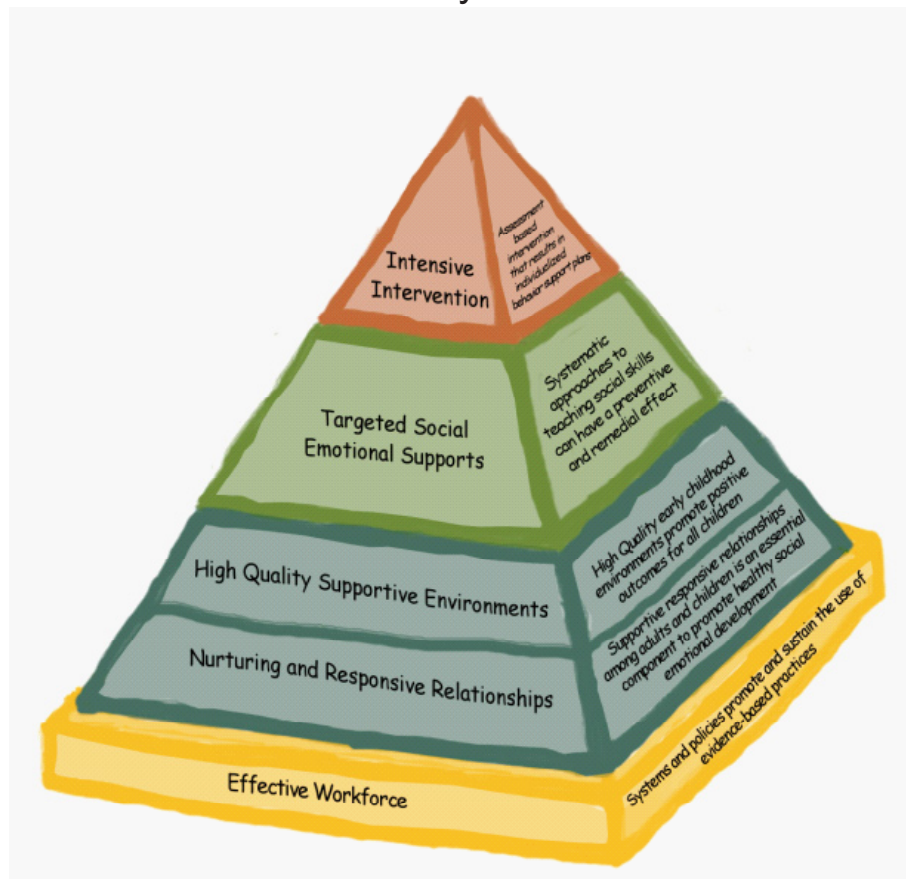 Intensive
Intervention
Assessment
based
intervention
that results in
individualized
behavior support plans
Targeted Social
Emotional Supports
Systematic
approaches to
teaching social skills
can have a preventive
and remedial effect
High Quality Supportive Environments
High Quality early childhood
environments promote positive
outcomes for all children
Nurturing and Responsive Relationships
Supportive responsive relationships
among adults and children is an essential
component to promote healthy social
emotional development
Effective Workforce
Systems and policies promote and sustain the use of
evidence-based practices